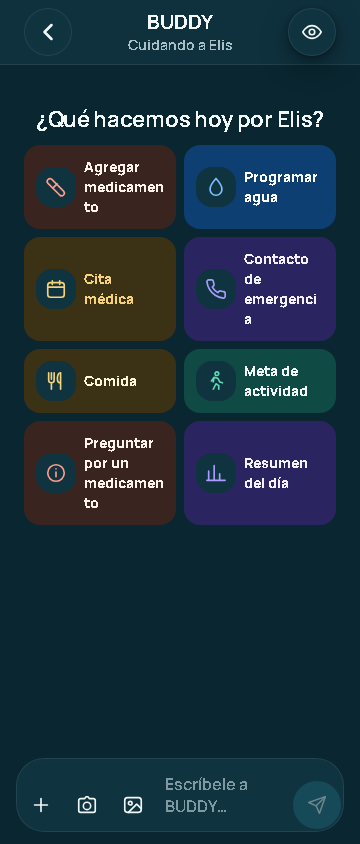 BUDDY
Cuidando a Elis
¿Qué hacemos hoy por Elis?
Agregar
medicamen
to
Programar
agua
Cita
médica
Contacto
de
emergenci
a
Comida
Meta de
actividad
Preguntar
por un
medicamen
to
Resumen
del día
Escríbele a
BUDDY…